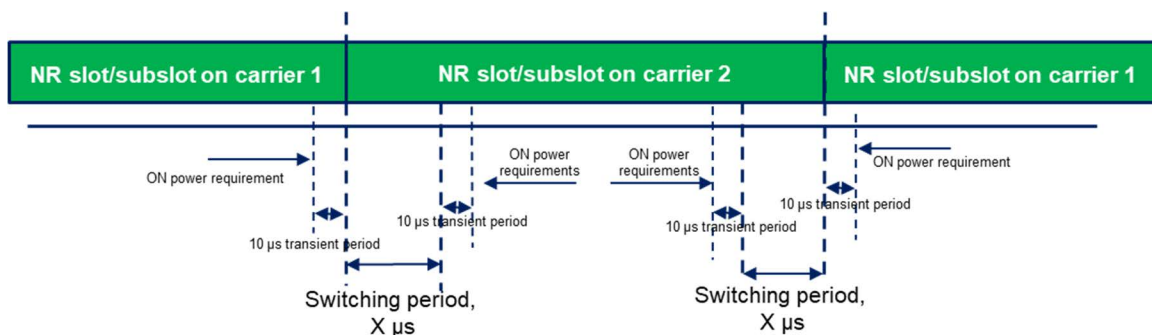 NR slot/subslot on carrier 1
NR slot/subslot on carrier 2
NR slot/subslot on carrier 1
ON power requirement
ON power
requirements
ON power
requirements
ON power requirement
10 µs transient period
10 µs transient period
10 µs transient period
10 µs transient period
Switching period,
X µs
Switching period,
X µs